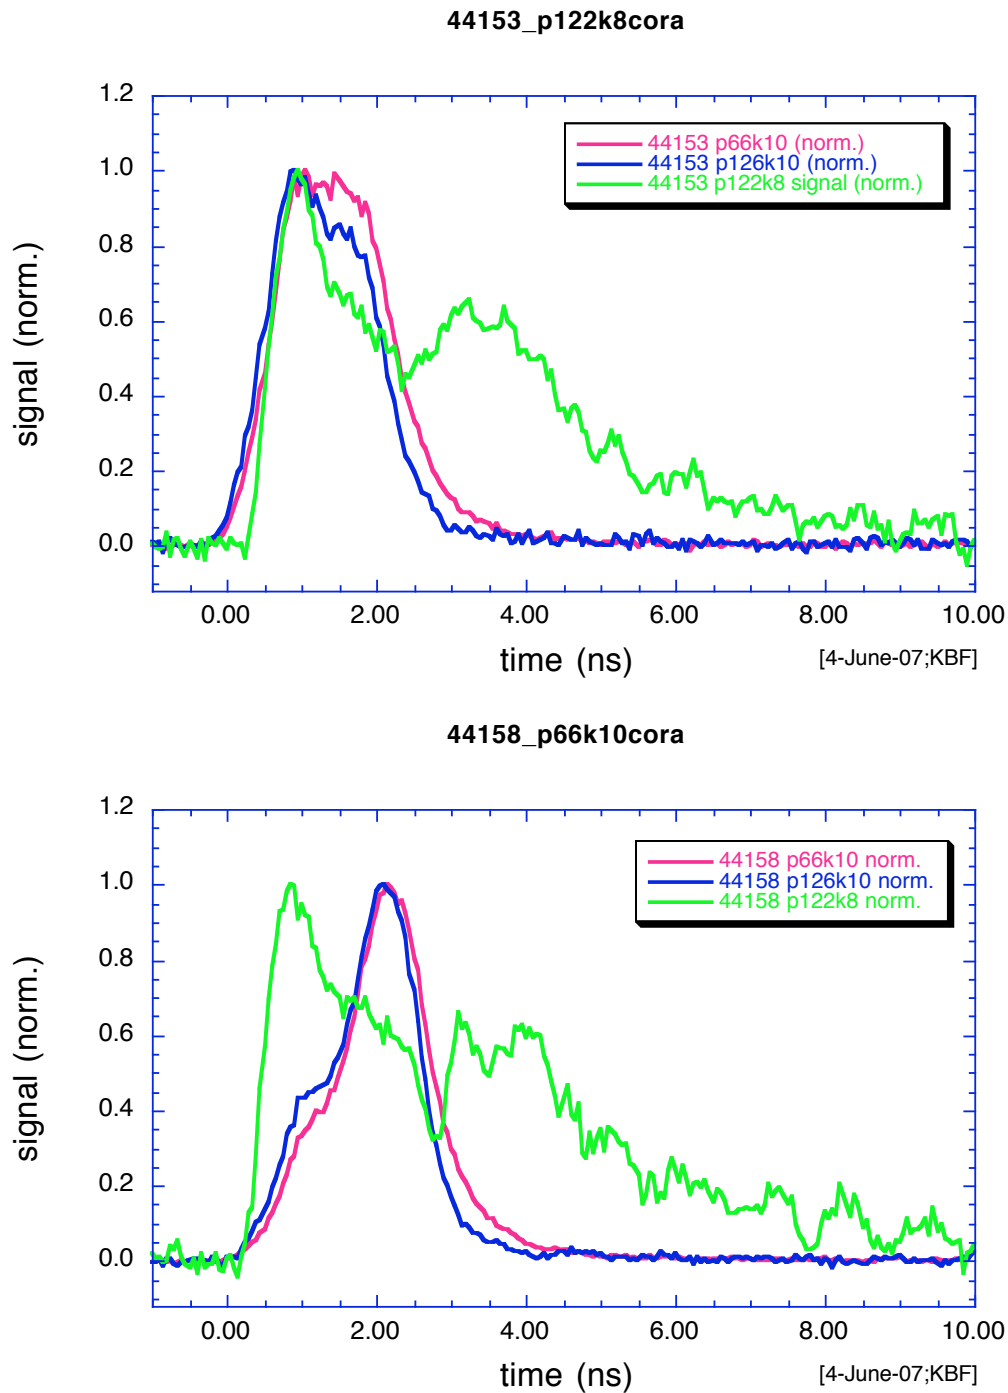 44153_p122k8cora
1.2
1.0
0.8
0.6
0.4
0.2
0.0
signal (norm.)
44153 p66k10 (norm.)
44153 p126k10 (norm.)
44153 p122k8 signal (norm.)
0.00 2.00 4.00 6.00 8.00 10.00
time (ns)
[4-June-07;KBF]
44158_p66k10cora
1.2
1.0
0.8
0.6
0.4
0.2
0.0
signal (norm.)
44158 p66k10 norm.
44158 p126k10 norm.
44158 p122k8 norm.
0.00 2.00 4.00 6.00 8.00 10.00
time (ns)
[4-June-07;KBF]